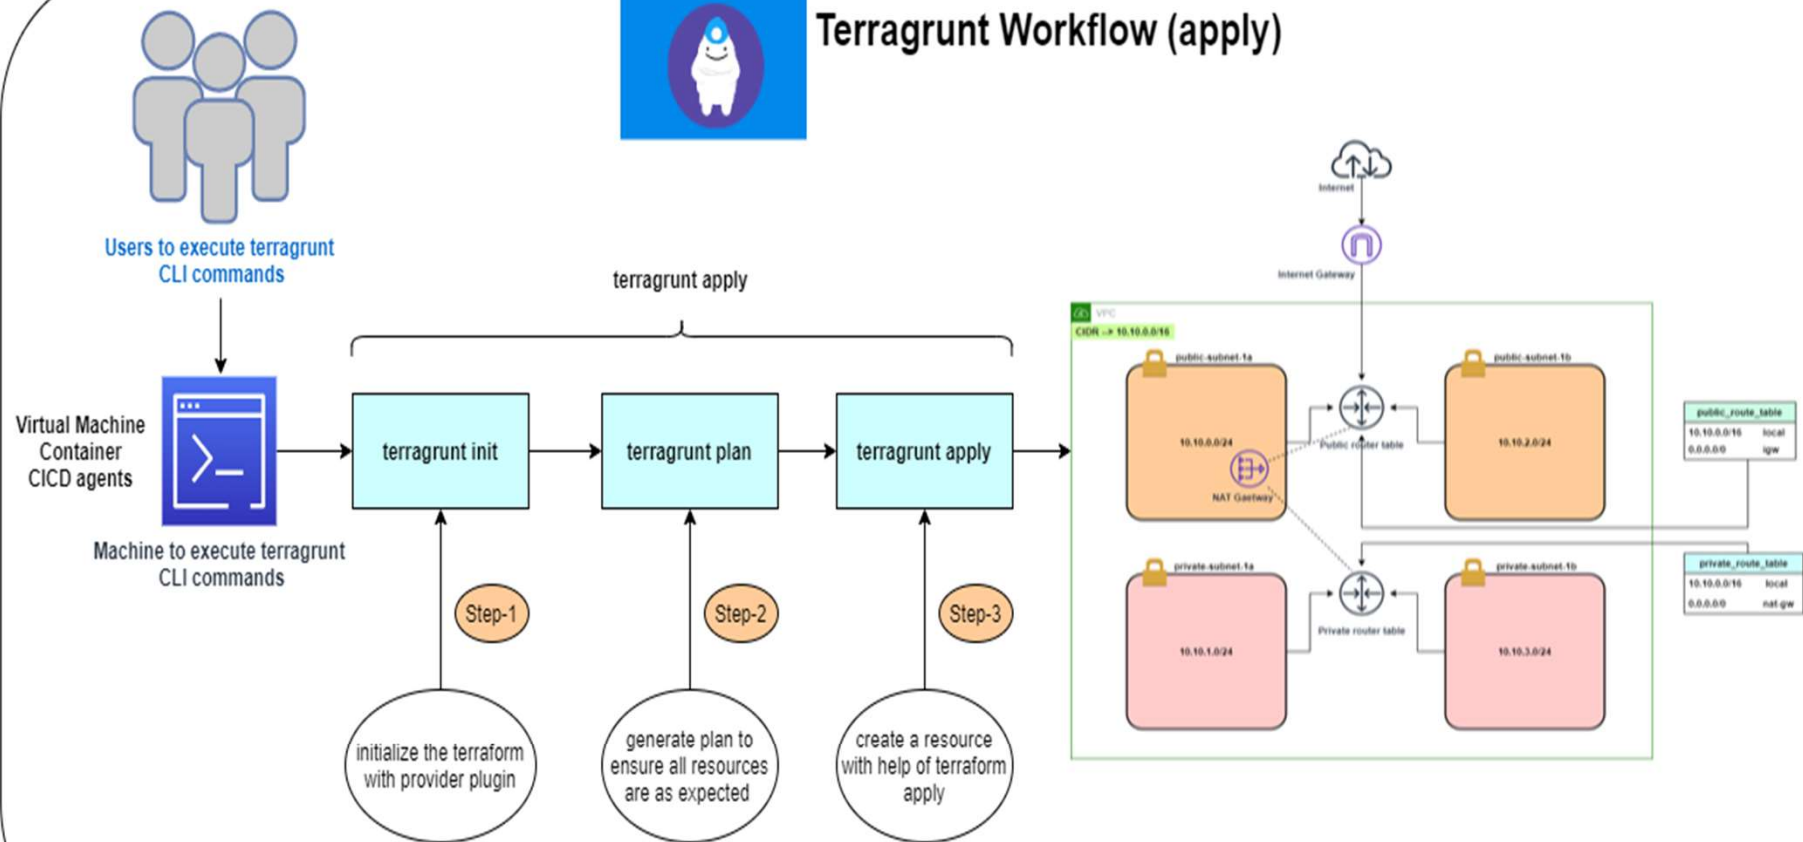 Terragrunt Workflow (apply)
Users to execute terragrunt
CLI commands
Virtual Machine
Container
CICD agents
Machine to execute terragrunt
CLI commands
terragrunt apply
terragrunt init
terragrunt plan
terragrunt apply
Step-1
Step-2
Step-3
initialize the terraform
with provider plugin
generate plan to
ensure all resources
are as expected
create a resource
with help of terraform
apply
Internet
Internet Gateway
VPC
CIDR --> 10.10.0.0/16
public-subnet-1a
10.10.0.0/24
NAT Gaetway
public-subnet-1b
10.10.2.0/24
Public router table
private-subnet-1a
10.10.1.0/24
private-subnet-1b
10.10.3.0/24
Private router table
public_route_table
10.10.0.0/16 local
0.0.0.0/0 igw
private_route_table
10.10.0.0/16 local
0.0.0.0/0 nat-gw